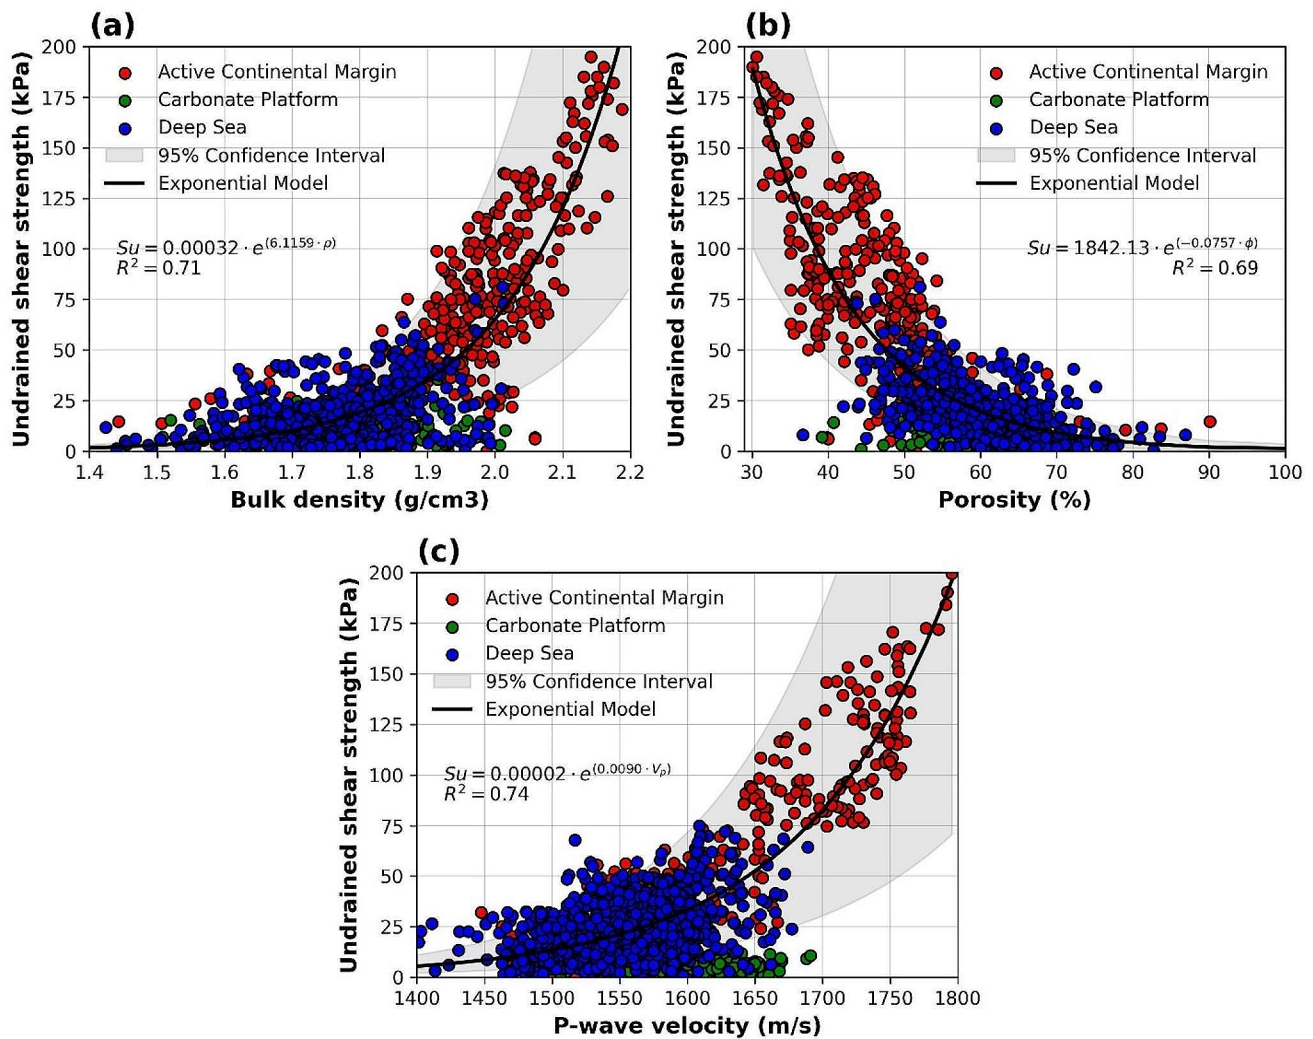 (a)
Undrained shear strength (kPa)
200
175
150
125
100
75
50
25
0
Active Continental Margin
Carbonate Platform
Deep Sea
95% Confidence Interval
Exponential Model
Su = 0.00032 · e^(6.1159 · ρ)
R² = 0.71
1.4 1.5 1.6 1.7 1.8 1.9 2.0 2.1 2.2
Bulk density (g/cm3)
(b)
Undrained shear strength (kPa)
200
175
150
125
100
75
50
25
0
Active Continental Margin
Carbonate Platform
Deep Sea
95% Confidence Interval
Exponential Model
Su = 1842.13 · e^(−0.0757 · ϕ)
R² = 0.69
30 40 50 60 70 80 90 100
Porosity (%)
(c)
Undrained shear strength (kPa)
200
175
150
125
100
75
50
25
0
Active Continental Margin
Carbonate Platform
Deep Sea
95% Confidence Interval
Exponential Model
Su = 0.00002 · e^(0.0090 · Vₚ)
R² = 0.74
1400 1450 1500 1550 1600 1650 1700 1750 1800
P-wave velocity (m/s)